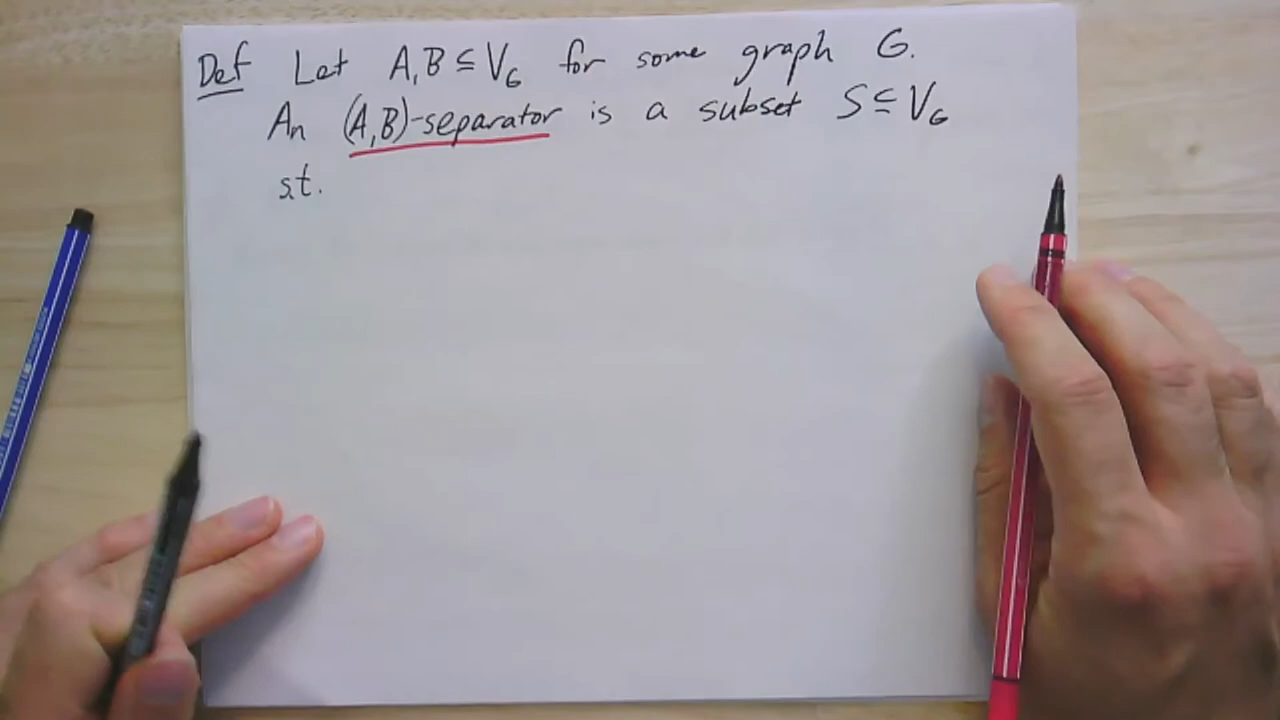 Def Let A,B ⊆ V_G for some graph G.
An (A,B)-separator is a subset S ⊆ V_G
s.t.